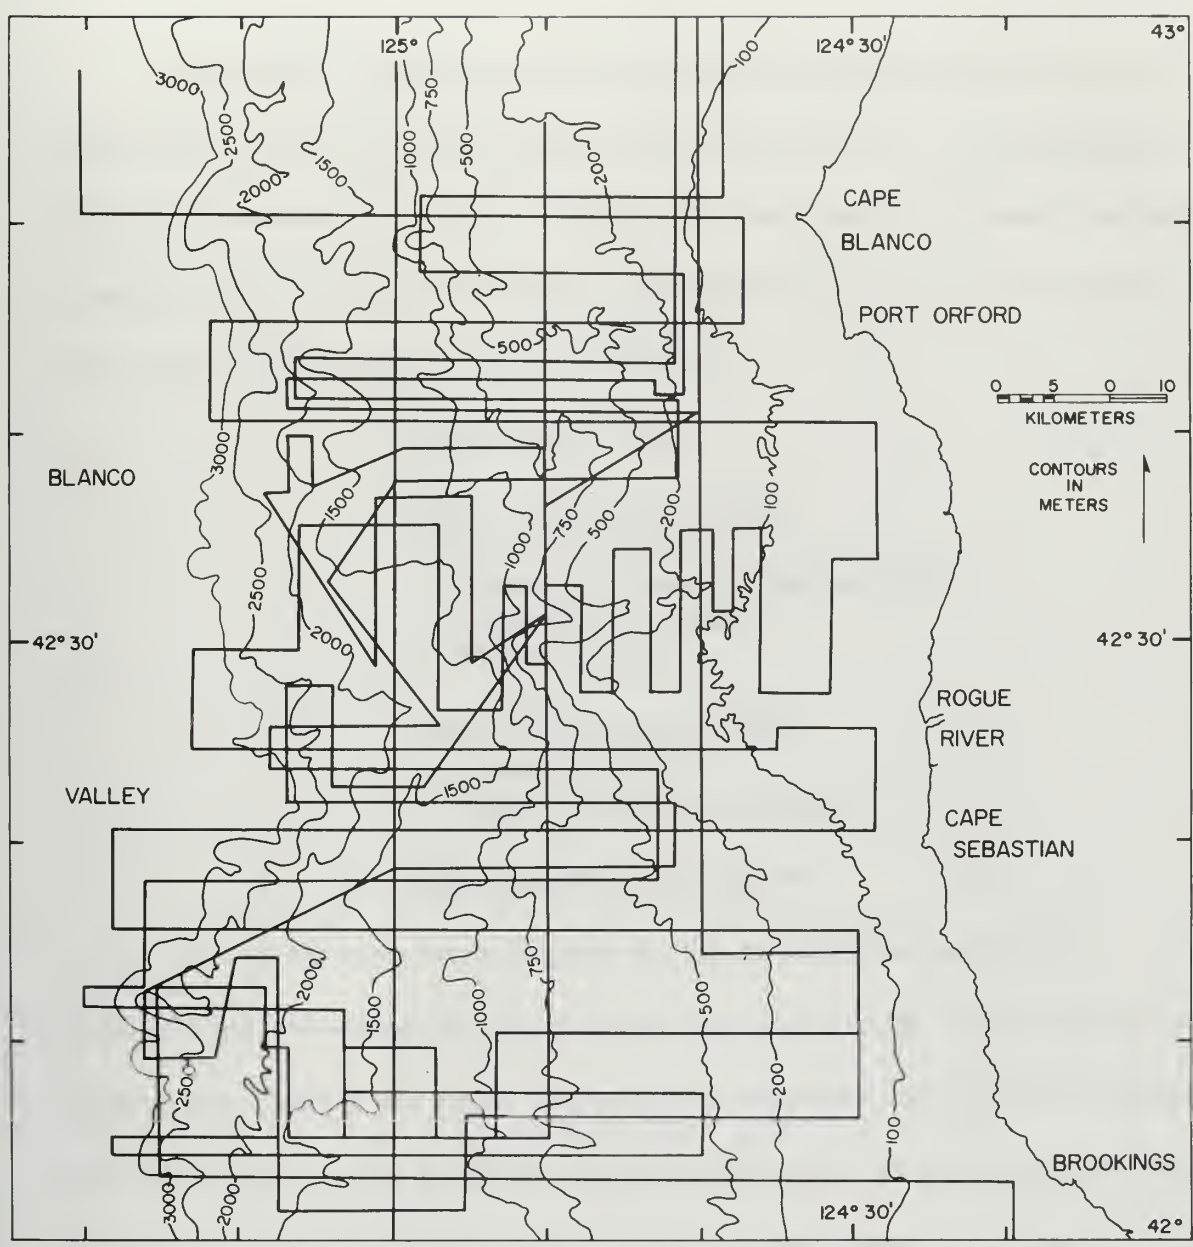 125°
124° 30'
43°
100
3000
2500
2000
1500
1000
750
500
200
CAPE
BLANCO
PORT ORFORD
500
0 5 0 10
KILOMETERS
CONTOURS
IN
METERS
BLANCO
3000
1500
1000
750
500
200
100
2500
2000
42° 30'
42° 30'
ROGUE
RIVER
VALLEY
1500
CAPE
SEBASTIAN
2000
1500
1000
750
500
200
100
2500
BROOKINGS
3000
2000
124° 30'
42°